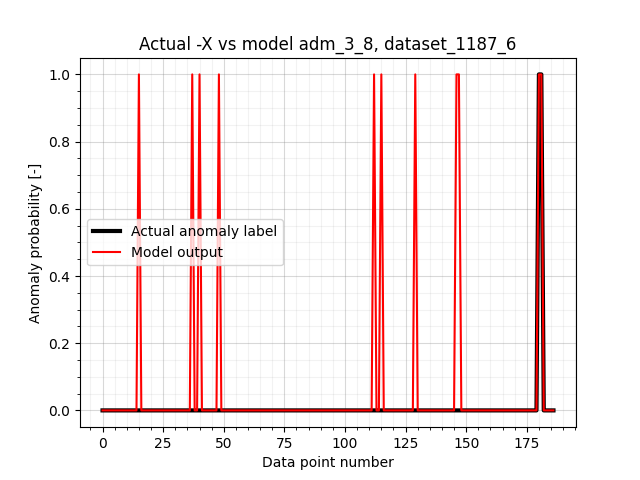 Actual -X vs model adm_3_8, dataset_1187_6
Anomaly probability [-]
1.0
0.8
0.6
0.4
0.2
0.0
Actual anomaly label
Model output
0 25 50 75 100 125 150 175
Data point number